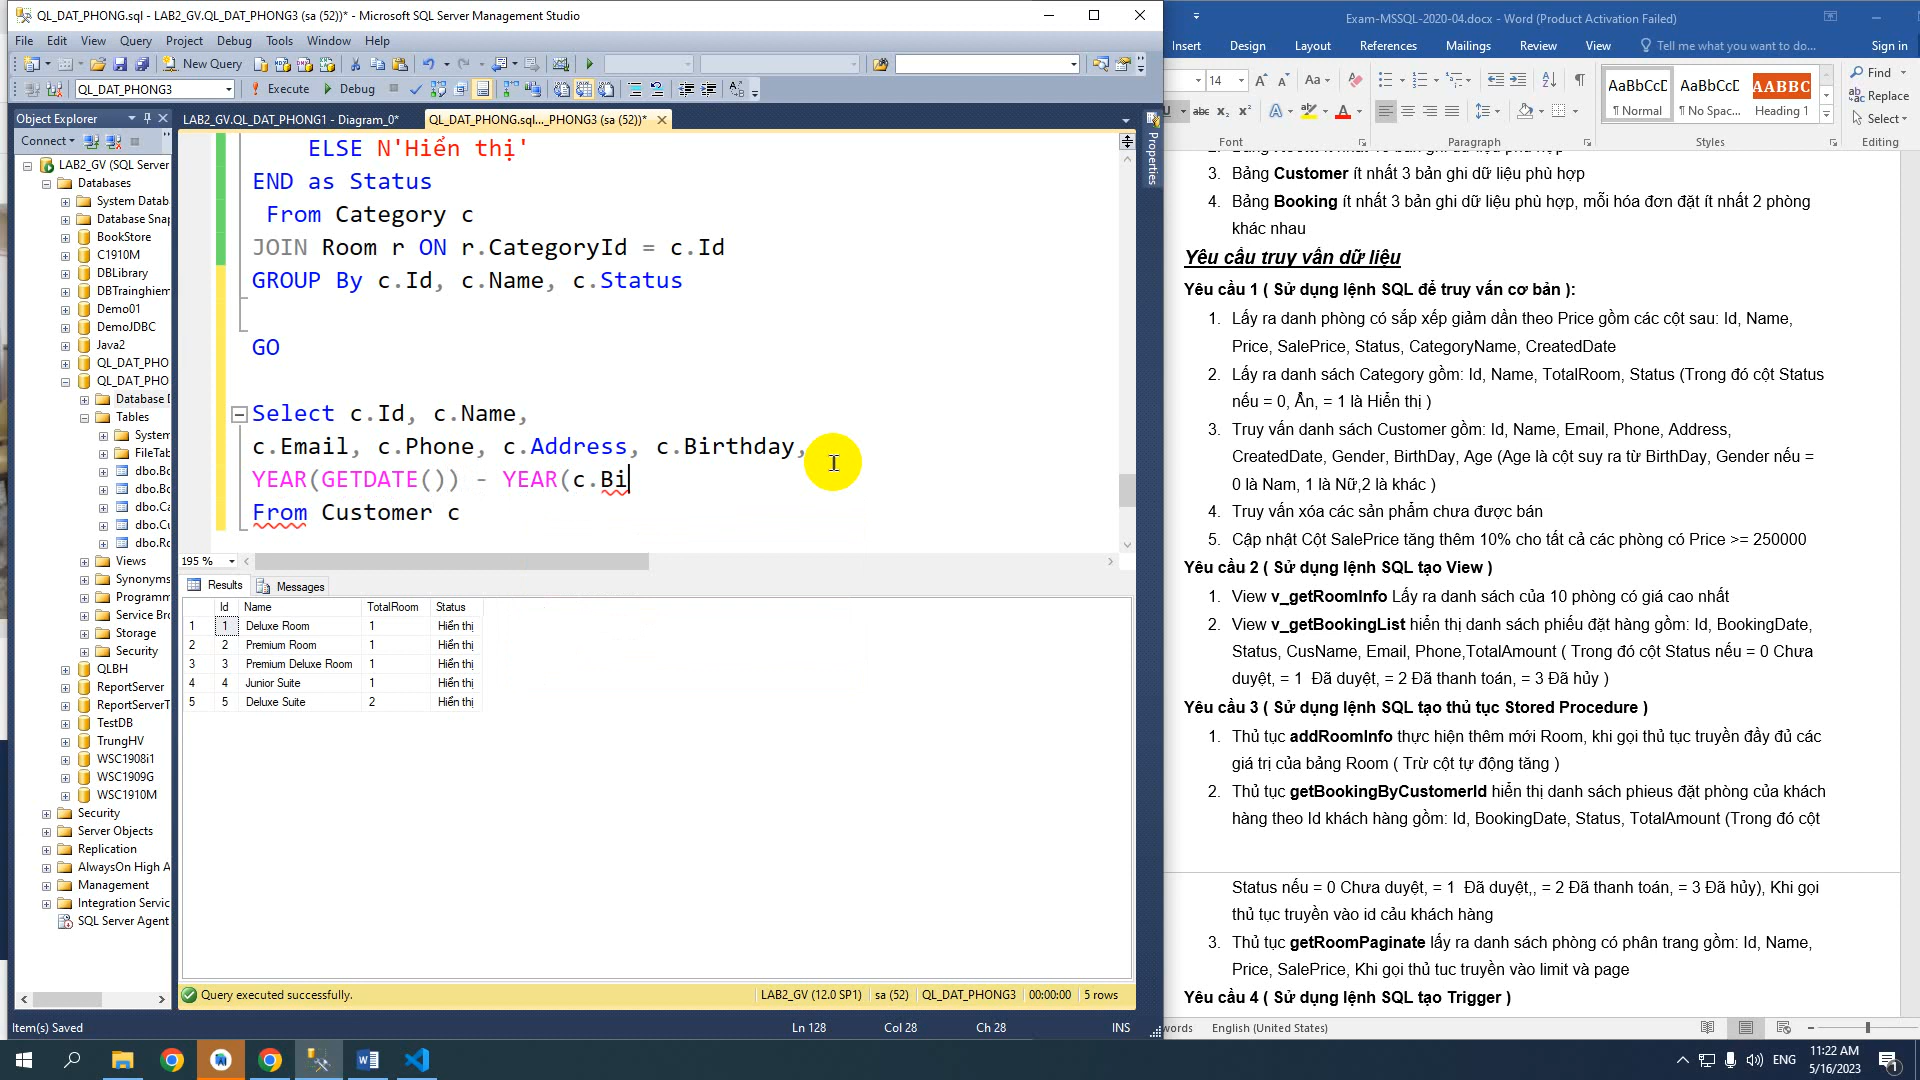 QL_DAT_PHONG.sql - LAB2_GV.QL_DAT_PHONG3 (sa (52))* - Microsoft SQL Server Management Studio
File Edit View Query Project Debug Tools Window Help
New Query
QL_DAT_PHONG3
Execute
Debug
Object Explorer
Connect
LAB2_GV (SQL Server
Databases
System Datab
Database Snap
BookStore
C1910M
DBLibrary
DBTrainghiem
Demo01
DemoJDBC
Java2
QL_DAT_PHO
QL_DAT_PHO
Database D
Tables
System
FileTab
dbo.Bo
dbo.Bo
dbo.Ca
dbo.Cu
dbo.Ro
Views
Synonyms
Programm
Service Bro
Storage
Security
QLBH
ReportServer
ReportServerT
TestDB
TrungHV
WSC1908i1
WSC1909G
WSC1910M
Security
Server Objects
Replication
AlwaysOn High A
Management
Integration Servic
SQL Server Agent
LAB2_GV.QL_DAT_PHONG1 - Diagram_0*
QL_DAT_PHONG.sql..._PHONG3 (sa (52))*
Properties
ELSE N'Hiển thị'
END as Status
From Category c
JOIN Room r ON r.CategoryId = c.Id
GROUP By c.Id, c.Name, c.Status
GO
Select c.Id, c.Name,
c.Email, c.Phone, c.Address, c.Birthday,
YEAR(GETDATE()) - YEAR(c.Bi
From Customer c
195 %
Results Messages
Id Name TotalRoom Status
1 1 Deluxe Room 1 Hiển thị
2 2 Premium Room 1 Hiển thị
3 3 Premium Deluxe Room 1 Hiển thị
4 4 Junior Suite 1 Hiển thị
5 5 Deluxe Suite 2 Hiển thị
Query executed successfully.
LAB2_GV (12.0 SP1) sa (52) QL_DAT_PHONG3 00:00:00 5 rows
Item(s) Saved
Ln 128 Col 28 Ch 28 INS
Exam-MSSQL-2020-04.docx - Word (Product Activation Failed)
Insert Design Layout References Mailings Review View Tell me what you want to do... Sign in
14
AaBbCcD AaBbCcD AABBC
Normal No Spac... Heading 1
Find
Replace
Select
Font Paragraph Styles Editing
3. Bảng Customer ít nhất 3 bản ghi dữ liệu phù hợp
4. Bảng Booking ít nhất 3 bản ghi dữ liệu phù hợp, mỗi hóa đơn đặt ít nhất 2 phòng
khác nhau
Yêu cầu truy vấn dữ liệu
Yêu cầu 1 ( Sử dụng lệnh SQL để truy vấn cơ bản ):
1. Lấy ra danh phòng có sắp xếp giảm dần theo Price gồm các cột sau: Id, Name,
Price, SalePrice, Status, CategoryName, CreatedDate
2. Lấy ra danh sách Category gồm: Id, Name, TotalRoom, Status (Trong đó cột Status
nếu = 0, Ẩn, = 1 là Hiển thị )
3. Truy vấn danh sách Customer gồm: Id, Name, Email, Phone, Address,
CreatedDate, Gender, BirthDay, Age (Age là cột suy ra từ BirthDay, Gender nếu =
0 là Nam, 1 là Nữ,2 là khác )
4. Truy vấn xóa các sản phẩm chưa được bán
5. Cập nhật Cột SalePrice tăng thêm 10% cho tất cả các phòng có Price >= 250000
Yêu cầu 2 ( Sử dụng lệnh SQL tạo View )
1. View v_getRoomInfo Lấy ra danh sách của 10 phòng có giá cao nhất
2. View v_getBookingList hiển thị danh sách phiếu đặt hàng gồm: Id, BookingDate,
Status, CusName, Email, Phone,TotalAmount ( Trong đó cột Status nếu = 0 Chưa
duyệt, = 1 Đã duyệt, = 2 Đã thanh toán, = 3 Đã hủy )
Yêu cầu 3 ( Sử dụng lệnh SQL tạo thủ tục Stored Procedure )
1. Thủ tục addRoomInfo thực hiện thêm mới Room, khi gọi thủ tục truyền đầy đủ các
giá trị của bảng Room ( Trừ cột tự động tăng )
2. Thủ tục getBookingByCustomerId hiển thị danh sách phieus đặt phòng của khách
hàng theo Id khách hàng gồm: Id, BookingDate, Status, TotalAmount (Trong đó cột
Status nếu = 0 Chưa duyệt, = 1 Đã duyệt,, = 2 Đã thanh toán, = 3 Đã hủy), Khi gọi
thủ tục truyền vào id cảu khách hàng
3. Thủ tục getRoomPaginate lấy ra danh sách phòng có phân trang gồm: Id, Name,
Price, SalePrice, Khi gọi thủ tuc truyền vào limit và page
Yêu cầu 4 ( Sử dụng lệnh SQL tạo Trigger )
words English (United States)
ENG
11:22 AM
5/16/2023